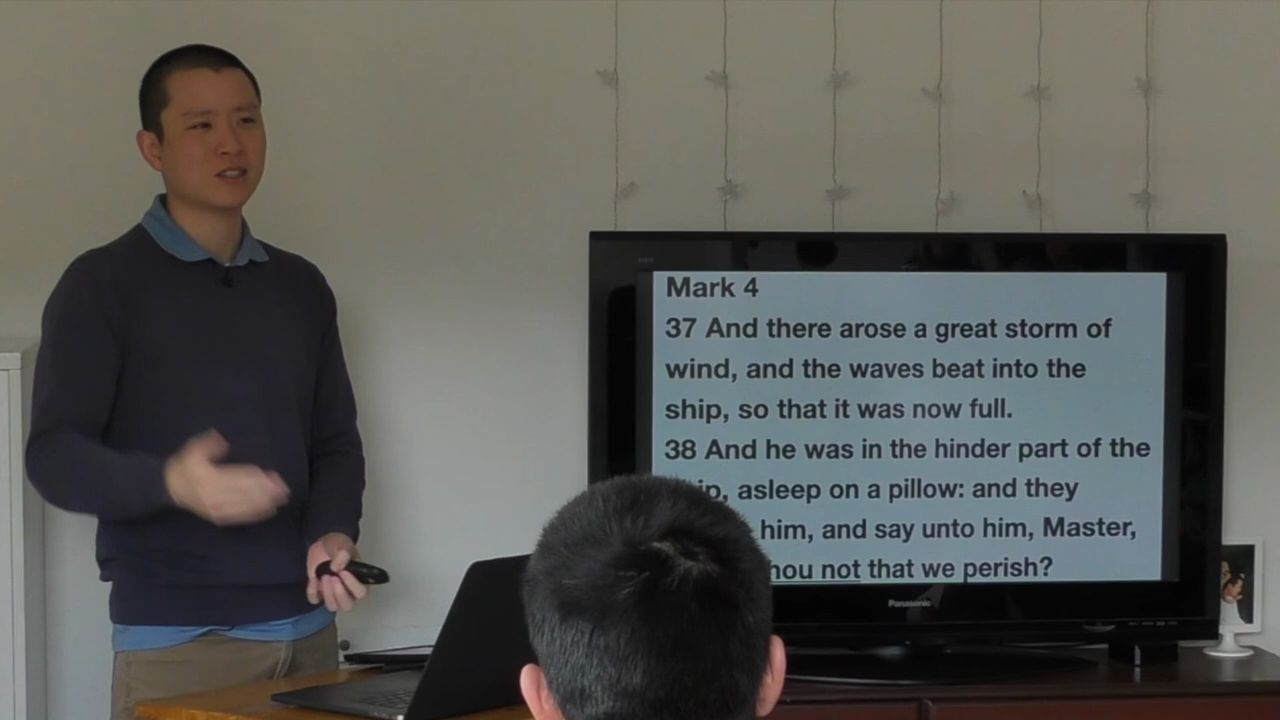 Mark 4
37 And there arose a great storm of
wind, and the waves beat into the
ship, so that it was now full.
38 And he was in the hinder part of the
asleep on a pillow: and they
him, and say unto him, Master,
not that we perish?
Panasonic